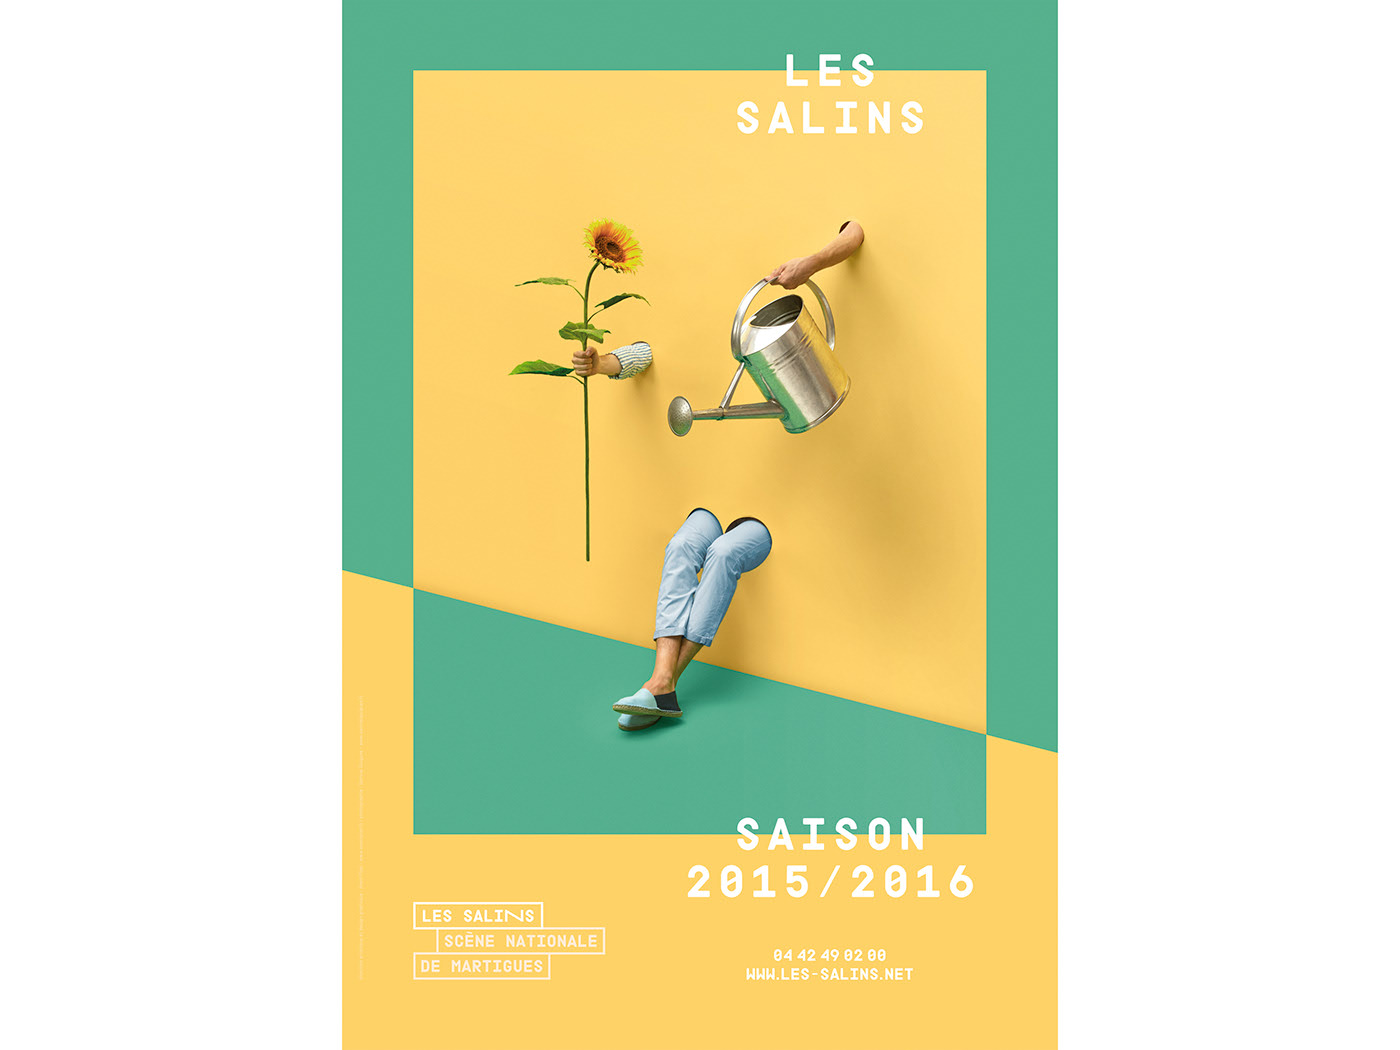 LES
SALINS
SAISON
2015/2016
LES SALINS
SCÈNE NATIONALE
DE MARTIGUES
04 42 49 02 00
WWW.LES-SALINS.NET